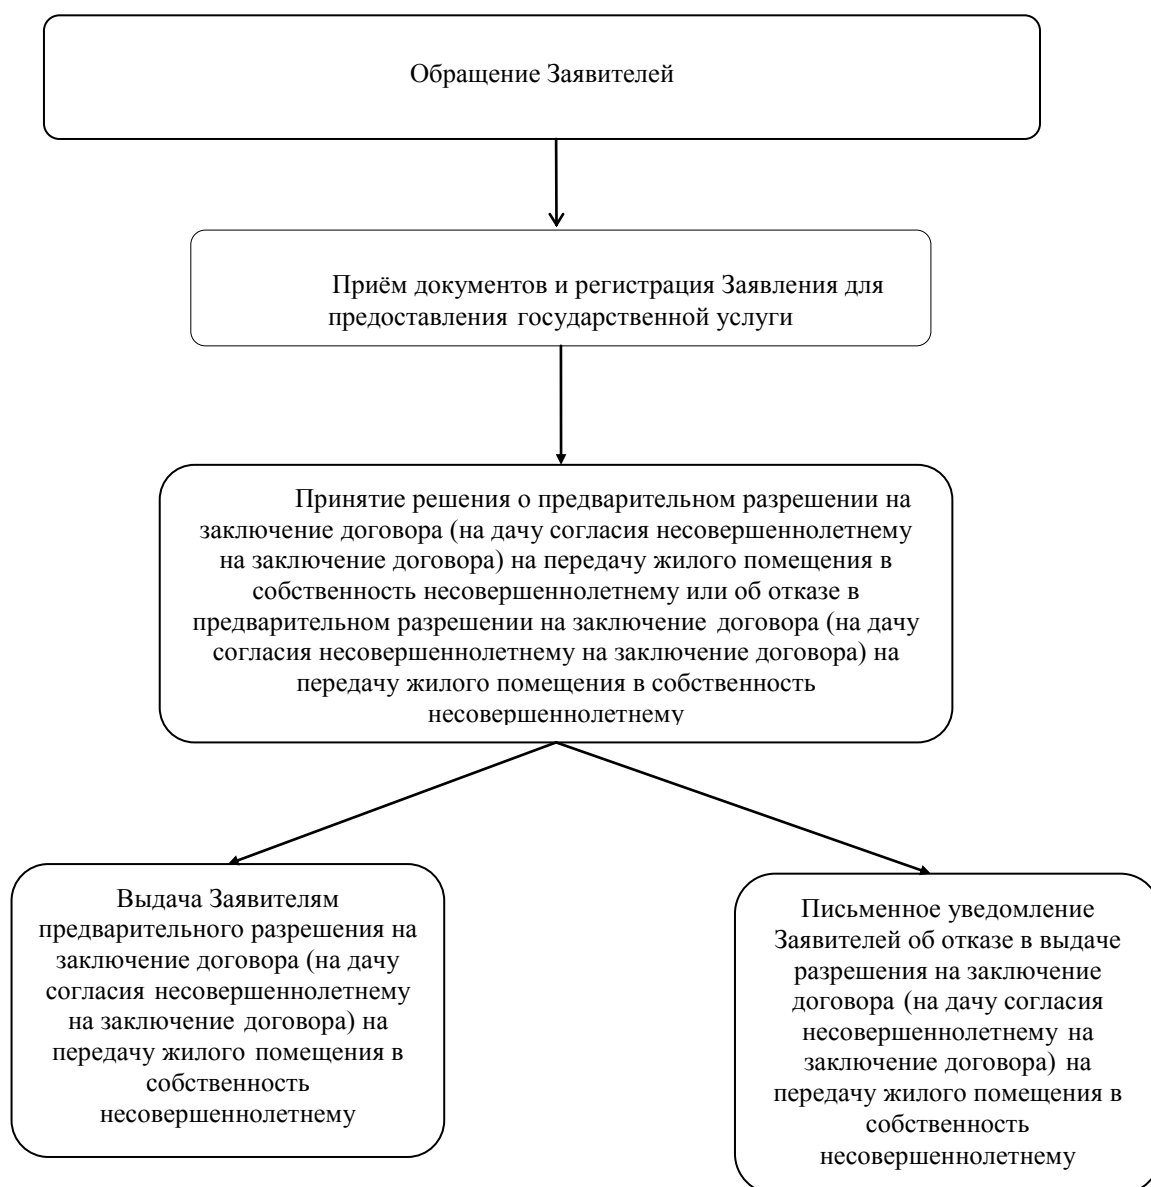 Обращение Заявителей
Приём документов и регистрация Заявления для
предоставления государственной услуги
Принятие решения о предварительном разрешении на
заключение договора (на дачу согласия несовершеннолетнему
на заключение договора) на передачу жилого помещения в
собственность несовершеннолетнему или об отказе в
предварительном разрешении на заключение договора (на дачу
согласия несовершеннолетнему на заключение договора) на
передачу жилого помещения в собственность
несовершеннолетнему
Выдача Заявителям
предварительного разрешения на
заключение договора (на дачу
согласия несовершеннолетнему
на заключение договора) на
передачу жилого помещения в
собственность
несовершеннолетнему
Письменное уведомление
Заявителей об отказе в выдаче
разрешения на заключение
договора (на дачу согласия
несовершеннолетнему на
заключение договора) на
передачу жилого помещения в
собственность
несовершеннолетнему